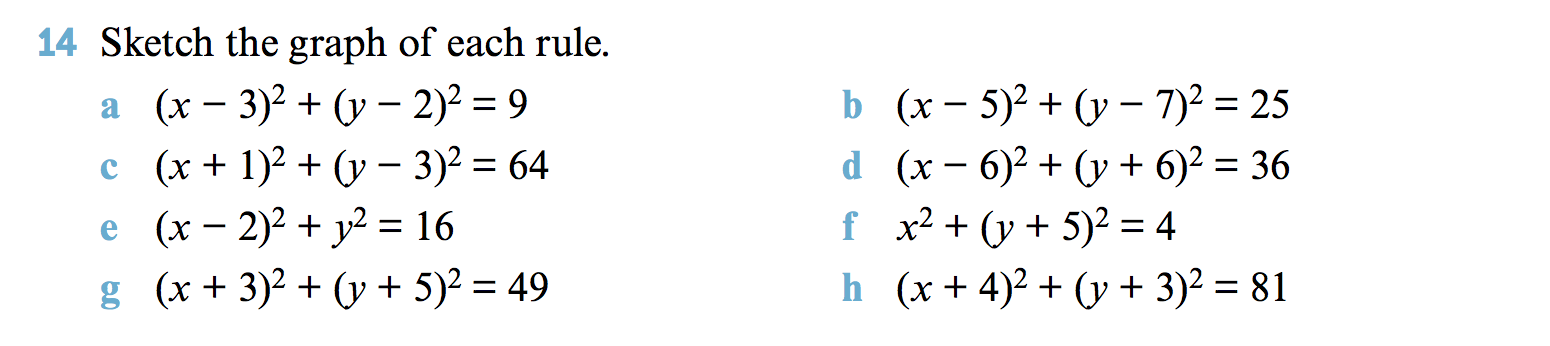 14 Sketch the graph of each rule.
a (x − 3)² + (y − 2)² = 9 b (x − 5)² + (y − 7)² = 25
c (x + 1)² + (y − 3)² = 64 d (x − 6)² + (y + 6)² = 36
e (x − 2)² + y² = 16 f x² + (y + 5)² = 4
g (x + 3)² + (y + 5)² = 49 h (x + 4)² + (y + 3)² = 81